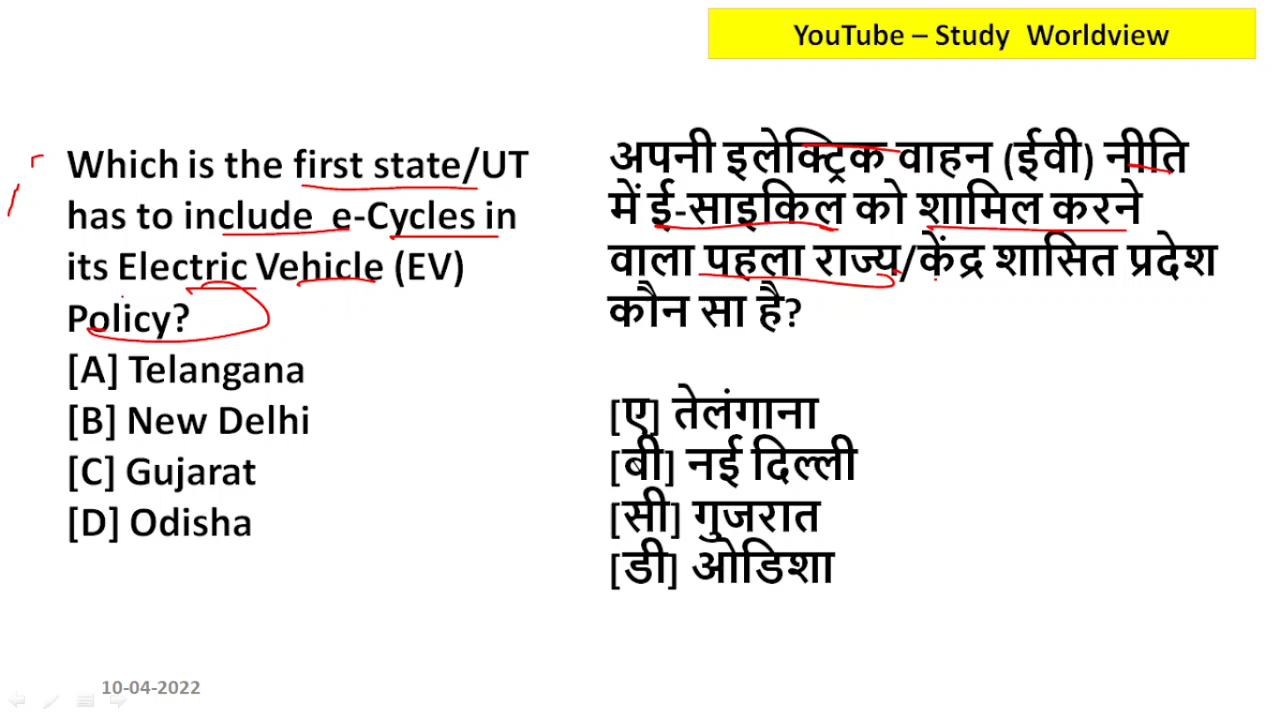 YouTube – Study Worldview
Which is the first state/UT
has to include e-Cycles in
its Electric Vehicle (EV)
Policy?
[A] Telangana
[B] New Delhi
[C] Gujarat
[D] Odisha
अपनी इलेक्ट्रिक वाहन (ईवी) नीति
में ई-साइकिल को शामिल करने
वाला पहला राज्य/केंद्र शासित प्रदेश
कौन सा है?
[ए] तेलंगाना
[बी] नई दिल्ली
[सी] गुजरात
[डी] ओडिशा
10-04-2022